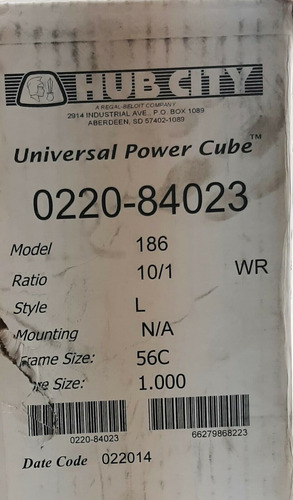 HUB CITY
A REGAL-BELOIT COMPANY
2914 INDUSTRIAL AVE., P.O. BOX 1089
ABERDEEN, SD 57402-1089
Universal Power Cube™
0220-84023
Model 186
Ratio 10/1 WR
Style L
Mounting N/A
Frame Size: 56C
Size: 1.000
0220-84023 66279868223
Date Code 022014